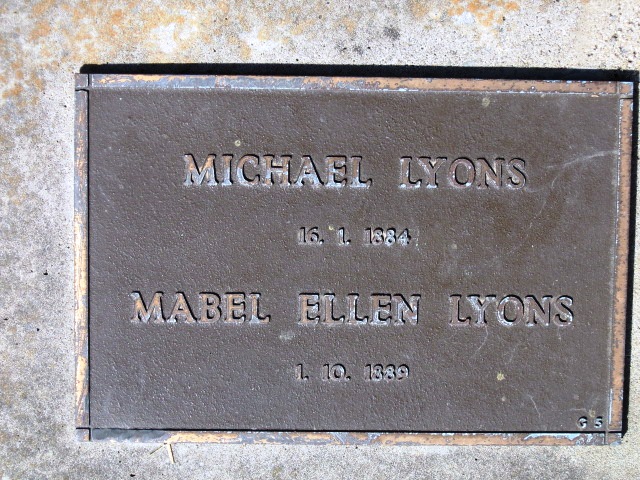 MICHAEL LYONS
16. 1. 1884
MABEL ELLEN LYONS
1. 10. 1889
G 5